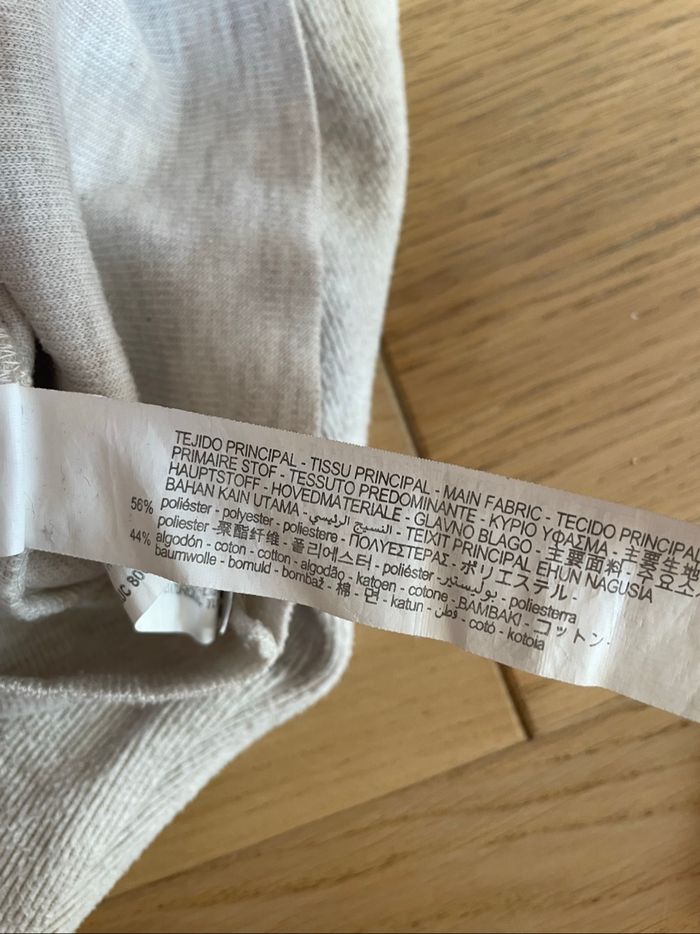 TEJIDO PRINCIPAL - TISSU PRINCIPAL - MAIN FABRIC - TECIDO PRINCIPAL
PRIMAIRE STOF - TESSUTO PREDOMINANTE - ΚΥΡΙΟ ΥΦΑΣΜΑ - 主要生地
HAUPTSTOFF - HOVEDMATERIALE - GLAVNO BLAGO - 主要面料 - 주요소
BAHAN KAIN UTAMA - النسيج الرئيسي - TEIXIT PRINCIPAL EHUN NAGUSIA
56% poliéster - polyester - poliestere - ΠΟΛΥΕΣΤΕΡΑΣ - ポリエステル -
poliester - 聚酯纤维 - 폴리에스터 - poliéster - بوليستير - poliesterra
44% algodón - coton - cotton - algodão - katoen - cotone - ΒΑΜΒΑΚΙ - コットン -
baumwolle - bomuld - bombaž - 棉 - 면 - katun - قطن - cotó - kotoia